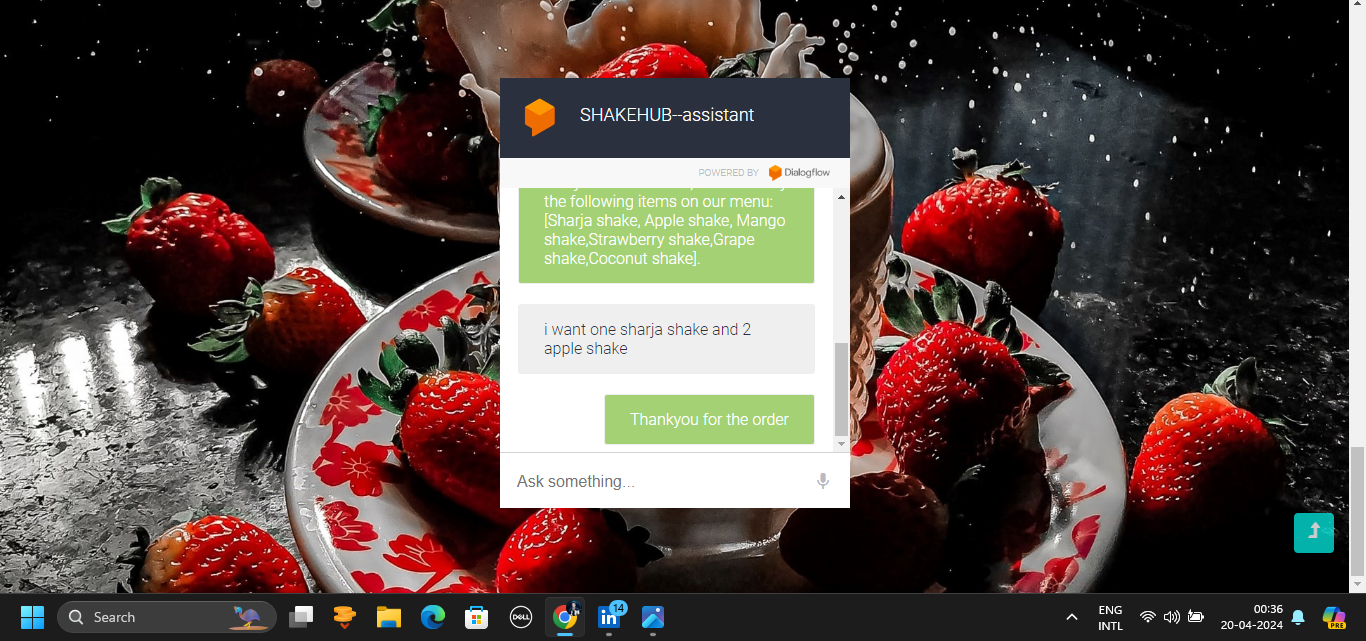 SHAKEHUB--assistant
POWERED BY Dialogflow
the following items on our menu:
[Sharja shake, Apple shake, Mango
shake,Strawberry shake,Grape
shake,Coconut shake].
i want one sharja shake and 2
apple shake
Thankyou for the order
Ask something...
Search
DELL
in
14
ENG
INTL
00:36
20-04-2024
PRE